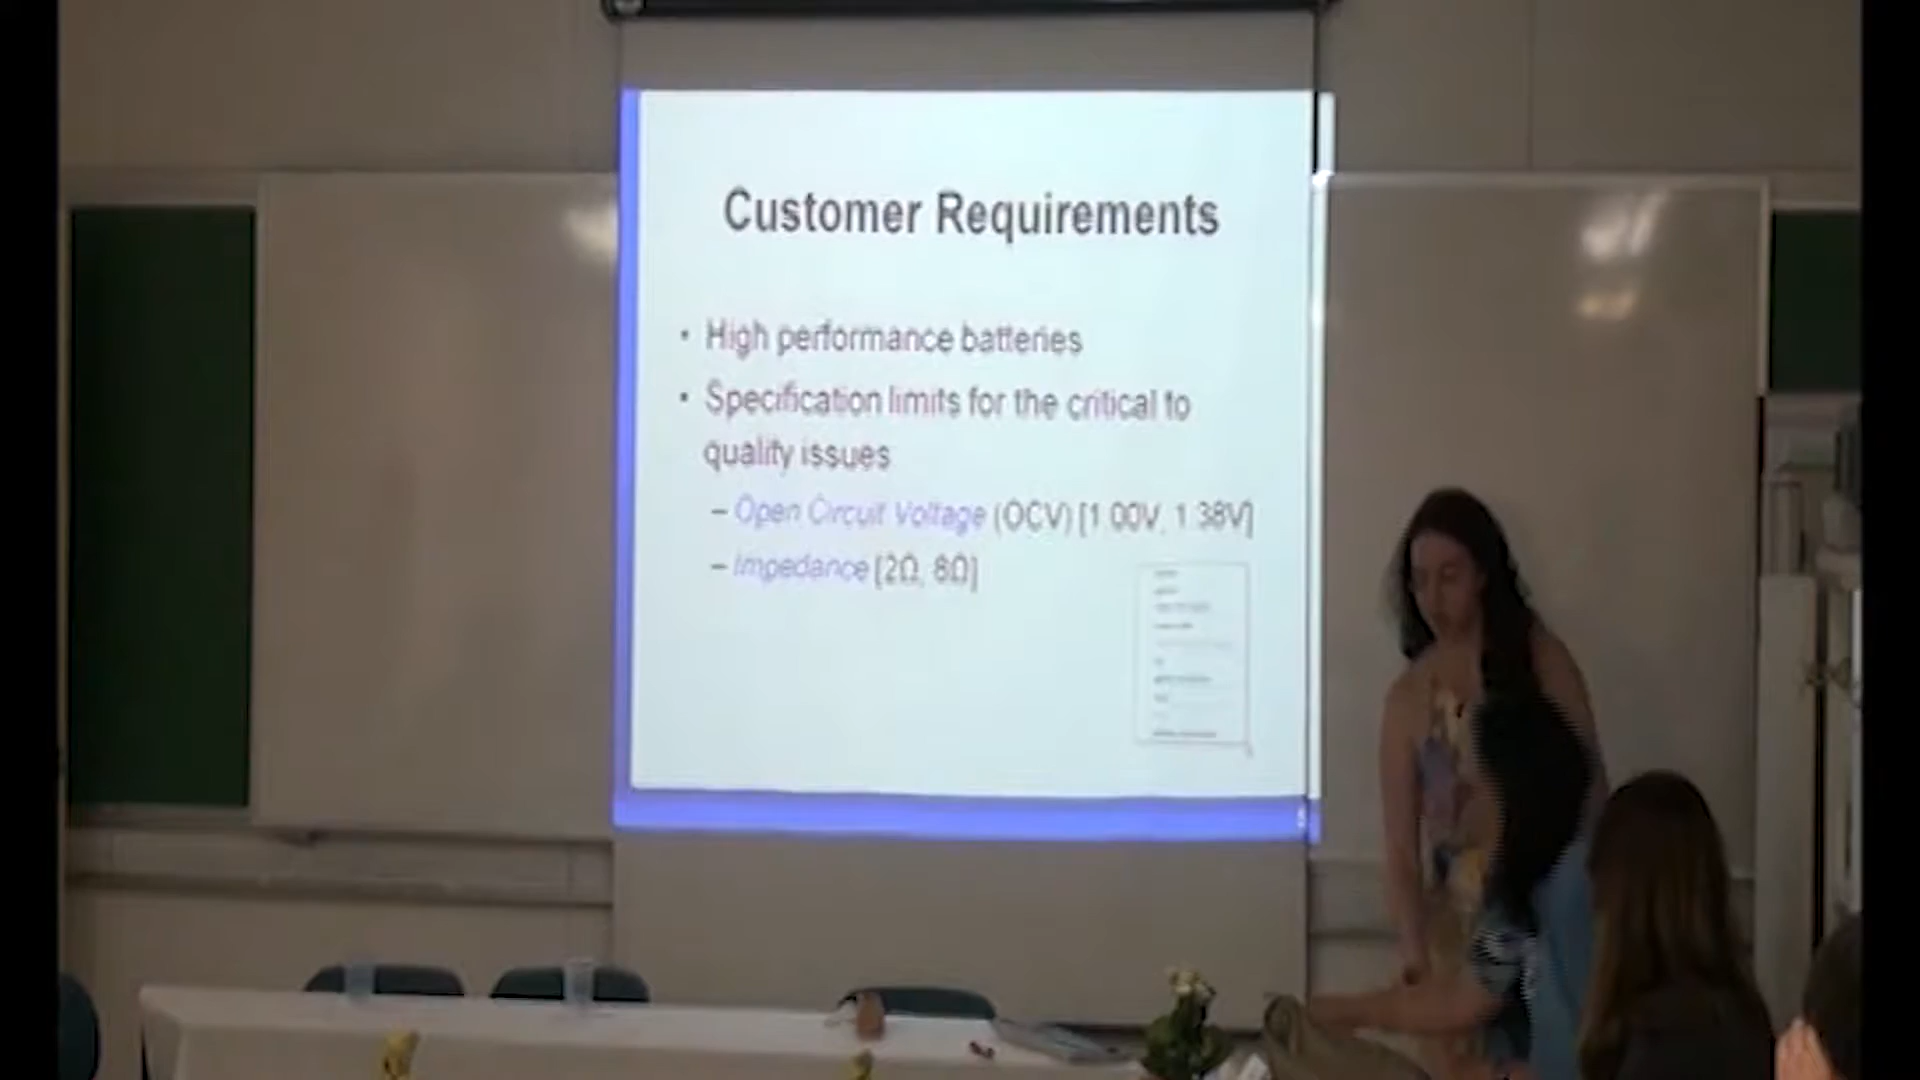 Customer Requirements
• High performance batteries
• Specification limits for the critical to
quality issues
– Open Circuit Voltage (OCV) [1.00V, 1.38V]
– Impedance [2Ω, 8Ω]